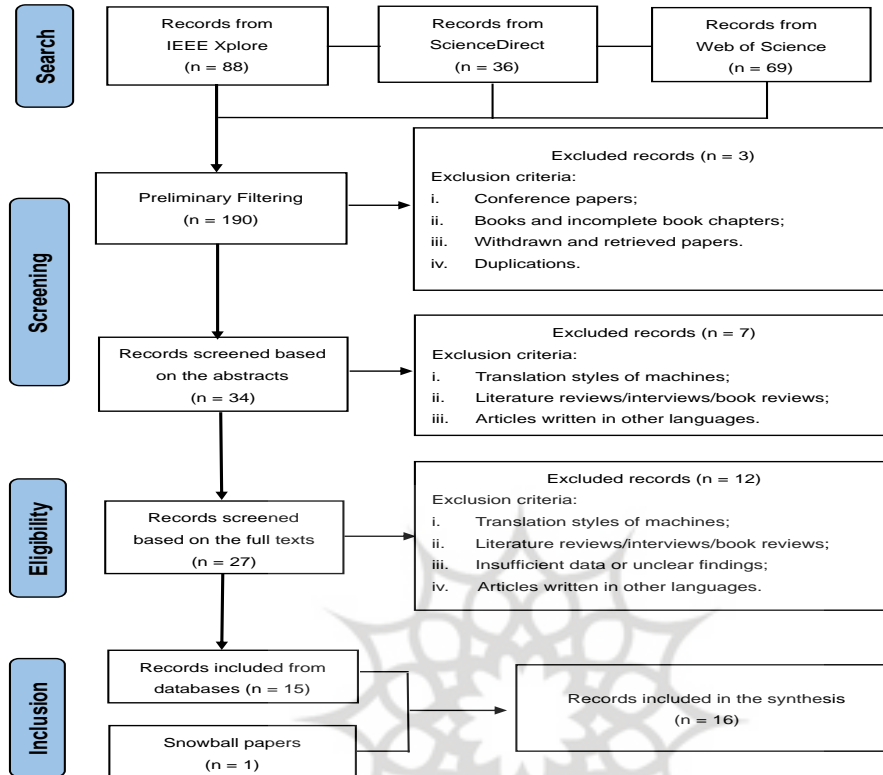 Search
Records from
IEEE Xplore
(n = 88)
Records from
ScienceDirect
(n = 36)
Records from
Web of Science
(n = 69)
Screening
Preliminary Filtering
(n = 190)
Excluded records (n = 3)
Exclusion criteria:
i. Conference papers;
ii. Books and incomplete book chapters;
iii. Withdrawn and retrieved papers.
iv. Duplications.
Records screened based
on the abstracts
(n = 34)
Excluded records (n = 7)
Exclusion criteria:
i. Translation styles of machines;
ii. Literature reviews/interviews/book reviews;
iii. Articles written in other languages.
Eligibility
Records screened
based on the full texts
(n = 27)
Excluded records (n = 12)
Exclusion criteria:
i. Translation styles of machines;
ii. Literature reviews/interviews/book reviews;
iii. Insufficient data or unclear findings;
iv. Articles written in other languages.
Inclusion
Records included from
databases (n = 15)
Snowball papers
(n = 1)
Records included in the synthesis
(n = 16)